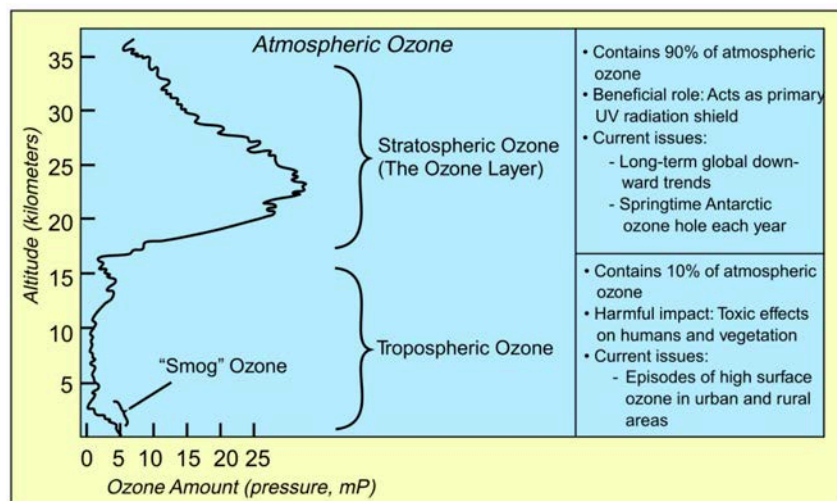 Atmospheric Ozone
Altitude (kilometers)
35
30
25
20
15
10
5
Stratospheric Ozone
(The Ozone Layer)
Tropospheric Ozone
“Smog” Ozone
0 5 10 15 20 25
Ozone Amount (pressure, mP)
• Contains 90% of atmospheric
ozone
• Beneficial role: Acts as primary
UV radiation shield
• Current issues:
- Long-term global down-
ward trends
- Springtime Antarctic
ozone hole each year
• Contains 10% of atmospheric
ozone
• Harmful impact: Toxic effects
on humans and vegetation
• Current issues:
- Episodes of high surface
ozone in urban and rural
areas